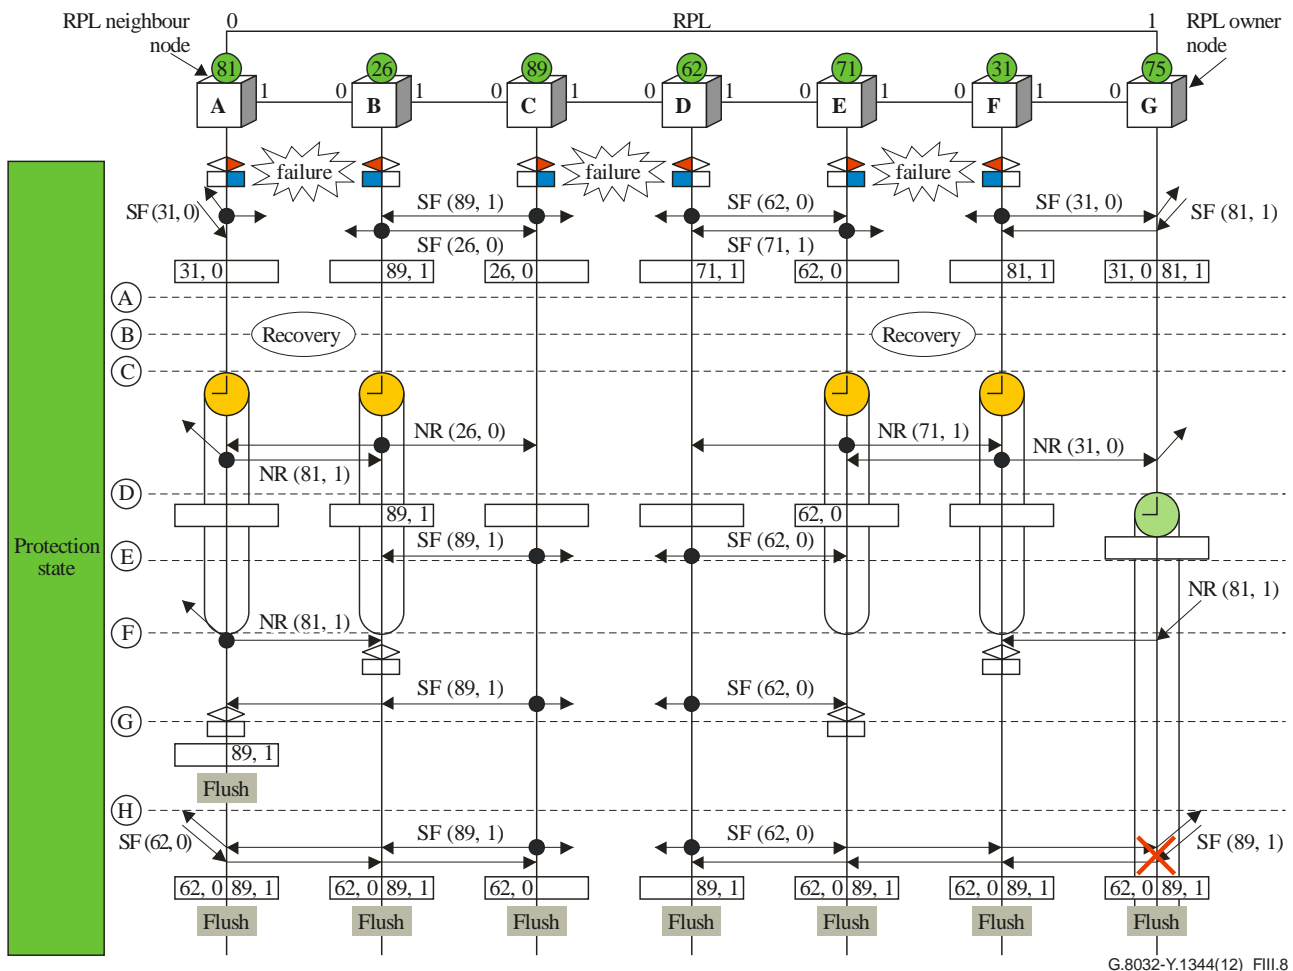 RPL neighbour node
0 RPL 1
RPL owner node
81 26 89 62 71 31 75
A 1 0 B 1 0 C 1 0 D 1 0 E 1 0 F 1 0 G
failure failure failure
SF (31, 0) SF (89, 1) SF (62, 0) SF (31, 0) SF (81, 1)
SF (26, 0) SF (71, 1)
31, 0 89, 1 26, 0 71, 1 62, 0 81, 1 31, 0 81, 1
A
B Recovery Recovery
C
NR (26, 0) NR (71, 1)
NR (81, 1) NR (31, 0)
D
89, 1 62, 0
Protection state
SF (89, 1) SF (62, 0)
E
NR (81, 1)
NR (81, 1)
F
SF (89, 1) SF (62, 0)
G
89, 1
Flush
H
SF (62, 0) SF (89, 1) SF (62, 0) SF (89, 1)
62, 0 89, 1 62, 0 89, 1 62, 0 89, 1 62, 0 89, 1 62, 0 89, 1 62, 0 89, 1
Flush Flush Flush Flush Flush Flush
G.8032-Y.1344(12)_FIII.8